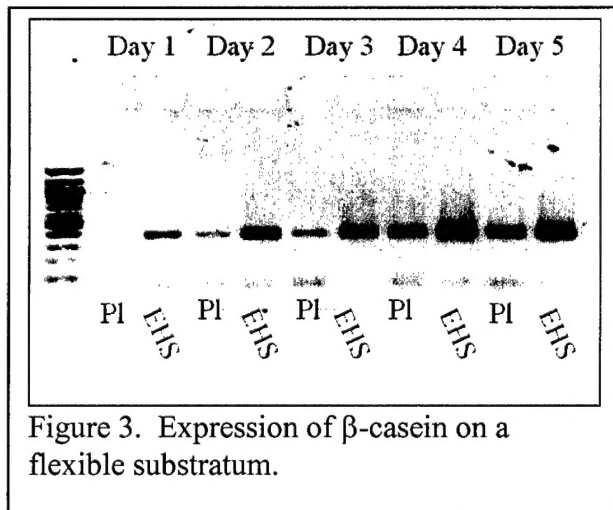 Day 1 Day 2 Day 3 Day 4 Day 5
Pl EHS Pl EHS Pl EHS Pl EHS Pl EHS
Figure 3. Expression of β-casein on a
flexible substratum.